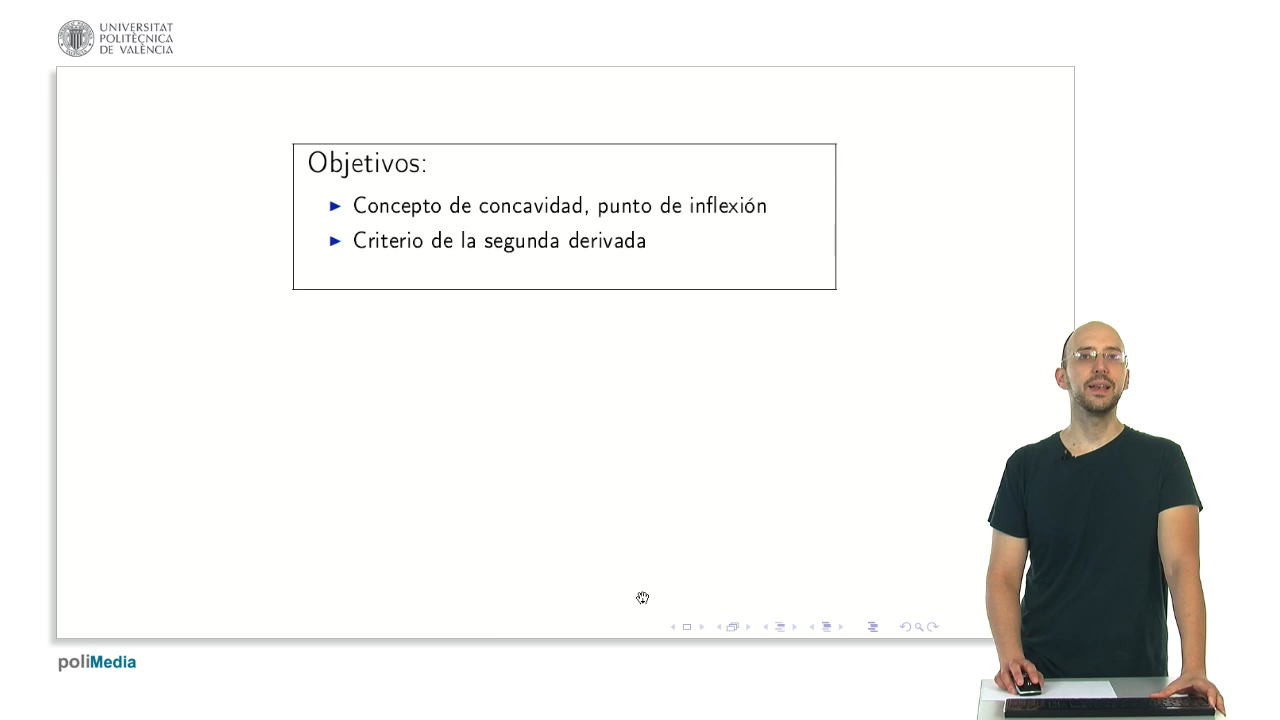 UNIVERSITAT
POLITÈCNICA
DE VALÈNCIA
Objetivos:
Concepto de concavidad, punto de inflexión
Criterio de la segunda derivada
poliMedia